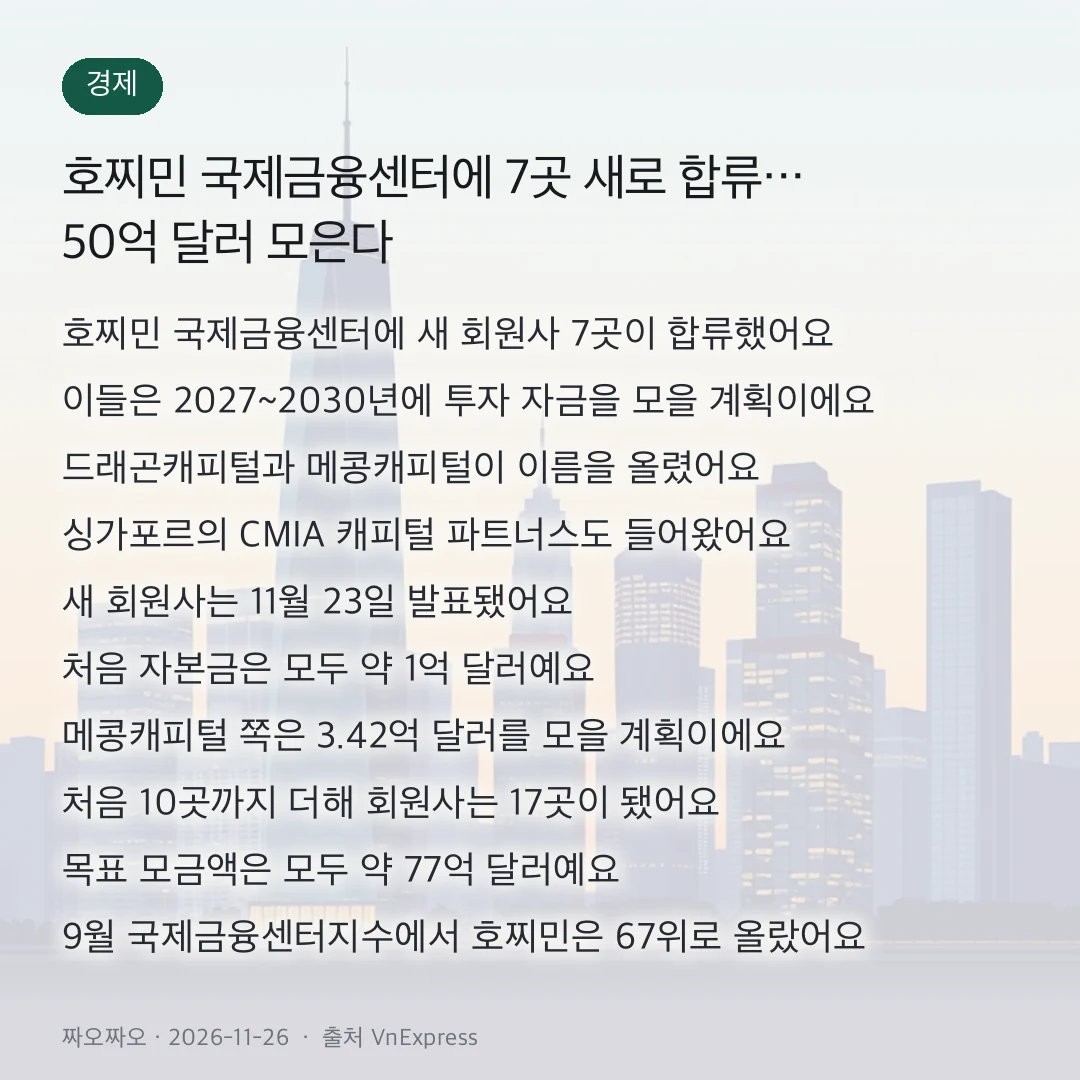 경제
호찌민 국제금융센터에 7곳 새로 합류…
50억 달러 모은다
호찌민 국제금융센터에 새 회원사 7곳이 합류했어요
이들은 2027~2030년에 투자 자금을 모을 계획이에요
드래곤캐피털과 메콩캐피털이 이름을 올렸어요
싱가포르의 CMIA 캐피털 파트너스도 들어왔어요
새 회원사는 11월 23일 발표됐어요
처음 자본금은 모두 약 1억 달러예요
메콩캐피털 쪽은 3.42억 달러를 모을 계획이에요
처음 10곳까지 더해 회원사는 17곳이 됐어요
목표 모금액은 모두 약 77억 달러예요
9월 국제금융센터지수에서 호찌민은 67위로 올랐어요
짜오짜오 · 2026-11-26 · 출처 VnExpress